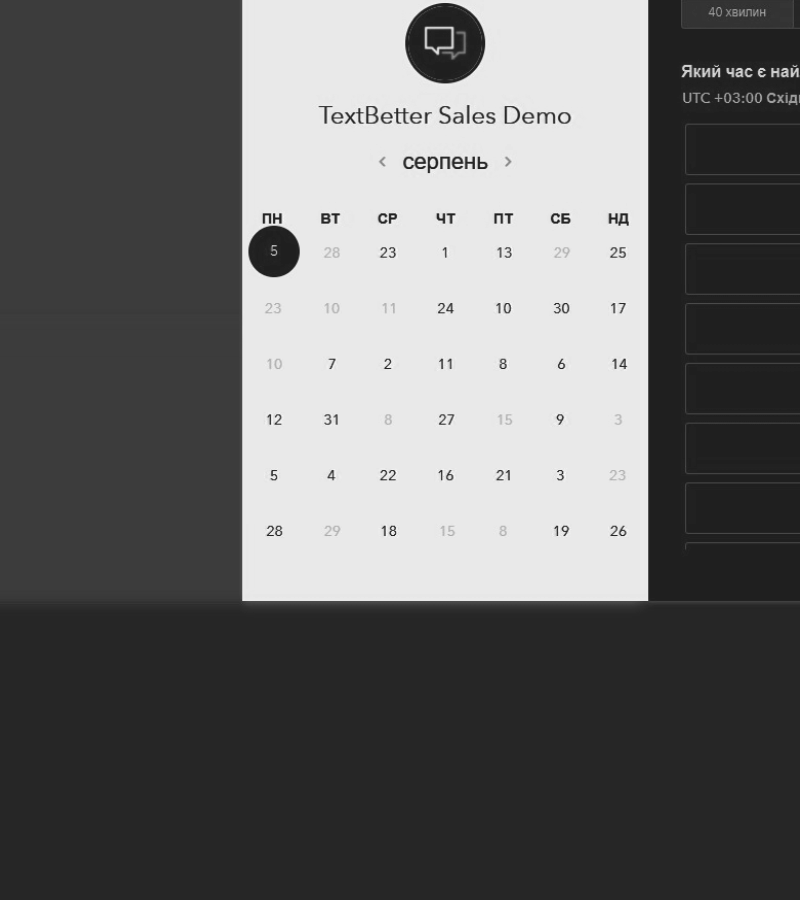 40 хвилин
Який час є най
UTC +03:00 Східн
TextBetter Sales Demo
серпень
ПН ВТ СР ЧТ ПТ СБ НД
5 28 23 1 13 29 25
23 10 11 24 10 30 17
10 7 2 11 8 6 14
12 31 8 27 15 9 3
5 4 22 16 21 3 23
28 29 18 15 8 19 26